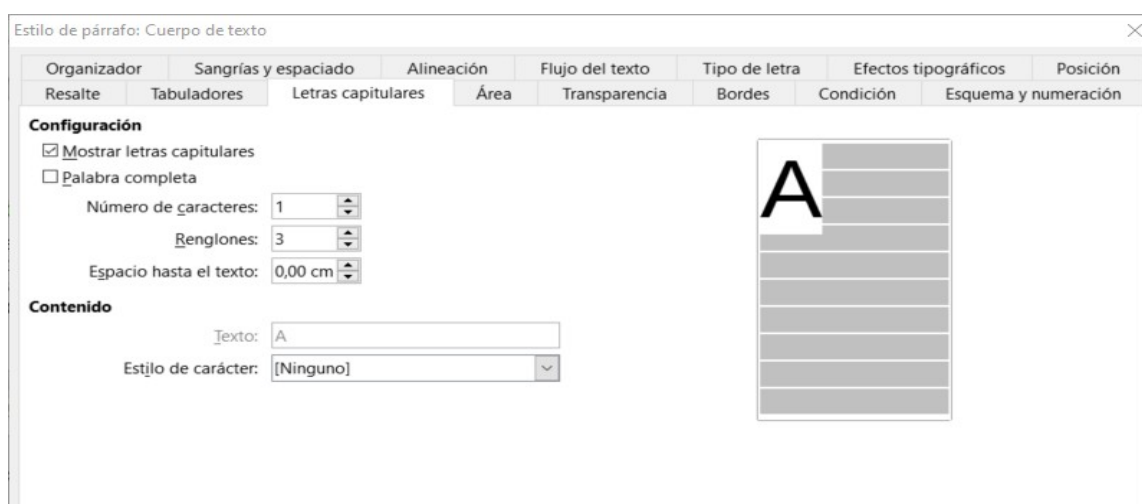 Estilo de párrafo: Cuerpo de texto
Organizador Sangrías y espaciado Alineación Flujo del texto Tipo de letra Efectos tipográficos Posición
Resalte Tabuladores Letras capitulares Área Transparencia Bordes Condición Esquema y numeración
Configuración
Mostrar letras capitulares
Palabra completa
Número de caracteres: 1
Renglones: 3
Espacio hasta el texto: 0,00 cm
Contenido
Texto: A
Estilo de carácter: [Ninguno]
A